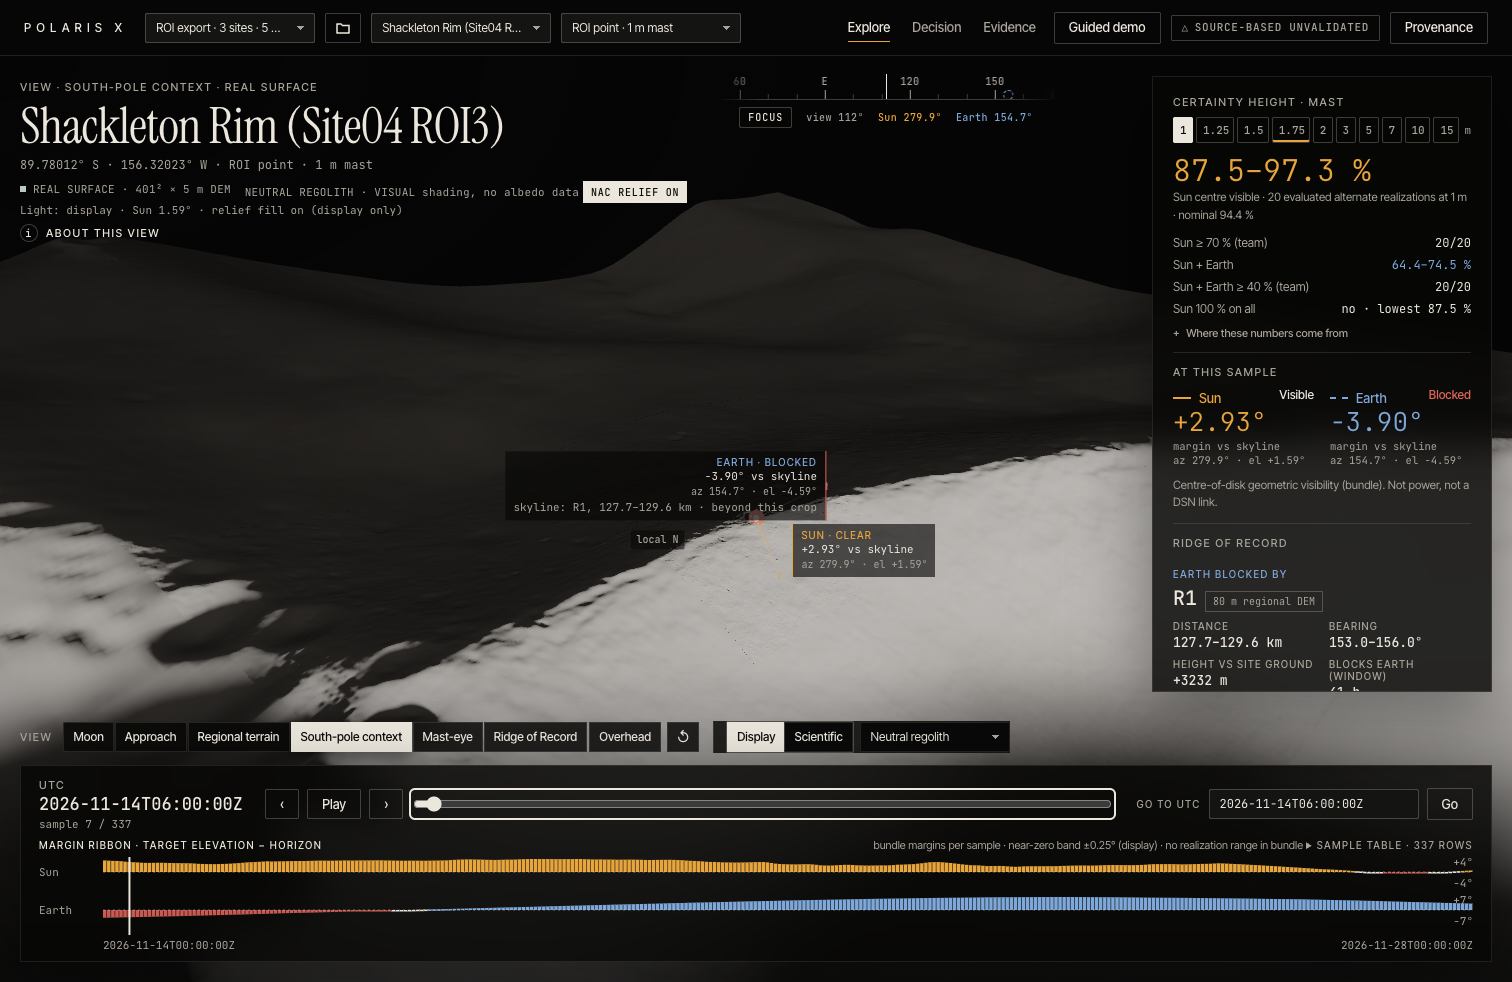 POLARIS X
ROI export · 3 sites · 5 ...
Shackleton Rim (Site04 R...
ROI point · 1 m mast
Explore
Decision
Evidence
Guided demo
△ SOURCE-BASED UNVALIDATED
Provenance
VIEW · SOUTH-POLE CONTEXT · REAL SURFACE
Shackleton Rim (Site04 ROI3)
89.78012° S · 156.32023° W · ROI point · 1 m mast
REAL SURFACE · 401² × 5 m DEM NEUTRAL REGOLITH · VISUAL shading, no albedo data NAC RELIEF ON
Light: display · Sun 1.59° · relief fill on (display only)
i ABOUT THIS VIEW
60 E 120 150
FOCUS view 112° Sun 279.9° Earth 154.7°
CERTAINTY HEIGHT · MAST
1 1.25 1.5 1.75 2 3 5 7 10 15 m
87.5–97.3 %
Sun centre visible · 20 evaluated alternate realizations at 1 m
· nominal 94.4 %
Sun ≥ 70 % (team) 20/20
Sun + Earth 64.4–74.5 %
Sun + Earth ≥ 40 % (team) 20/20
Sun 100 % on all no · lowest 87.5 %
+ Where these numbers come from
AT THIS SAMPLE
Sun Visible
+2.93°
margin vs skyline
az 279.9° · el +1.59°
Earth Blocked
-3.90°
margin vs skyline
az 154.7° · el -4.59°
Centre-of-disk geometric visibility (bundle). Not power, not a
DSN link.
RIDGE OF RECORD
EARTH BLOCKED BY
R1 80 m regional DEM
DISTANCE
127.7–129.6 km
BEARING
153.0–156.0°
HEIGHT VS SITE GROUND
+3232 m
BLOCKS EARTH
(WINDOW)
EARTH · BLOCKED
-3.90° vs skyline
az 154.7° · el -4.59°
skyline: R1, 127.7–129.6 km · beyond this crop
local N
SUN · CLEAR
+2.93° vs skyline
az 279.9° · el +1.59°
VIEW Moon Approach Regional terrain South-pole context Mast-eye Ridge of Record Overhead
Display Scientific Neutral regolith
UTC
2026-11-14T06:00:00Z
sample 7 / 337
‹ Play ›
GO TO UTC 2026-11-14T06:00:00Z Go
MARGIN RIBBON · TARGET ELEVATION − HORIZON
bundle margins per sample · near-zero band ±0.25° (display) · no realization range in bundle ▶ SAMPLE TABLE · 337 ROWS
Sun +4°
-4°
Earth +7°
-7°
2026-11-14T00:00:00Z 2026-11-28T00:00:00Z